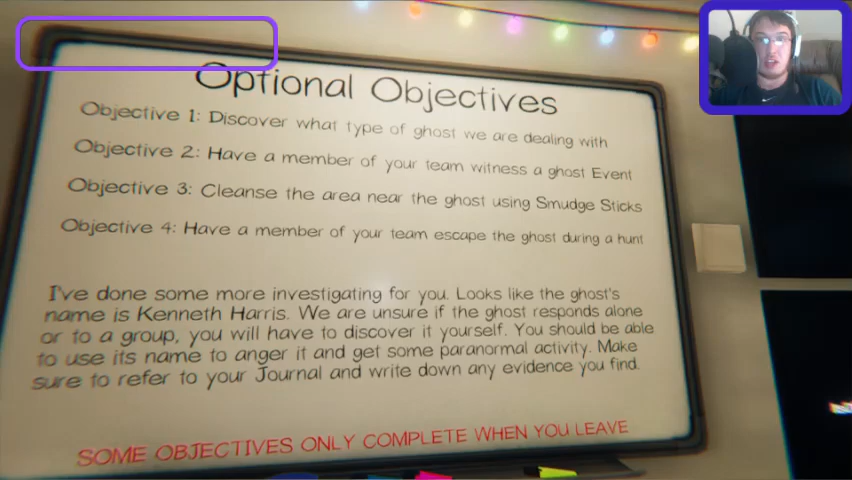 Optional Objectives
Objective 1: Discover what type of ghost we are dealing with
Objective 2: Have a member of your team witness a ghost Event
Objective 3: Cleanse the area near the ghost using Smudge Sticks
Objective 4: Have a member of your team escape the ghost during a hunt
I've done some more investigating for you. Looks like the ghost's
name is Kenneth Harris. We are unsure if the ghost responds alone
or to a group, you will have to discover it yourself. You should be able
to use its name to anger it and get some paranormal activity. Make
sure to refer to your Journal and write down any evidence you find.
SOME OBJECTIVES ONLY COMPLETE WHEN YOU LEAVE